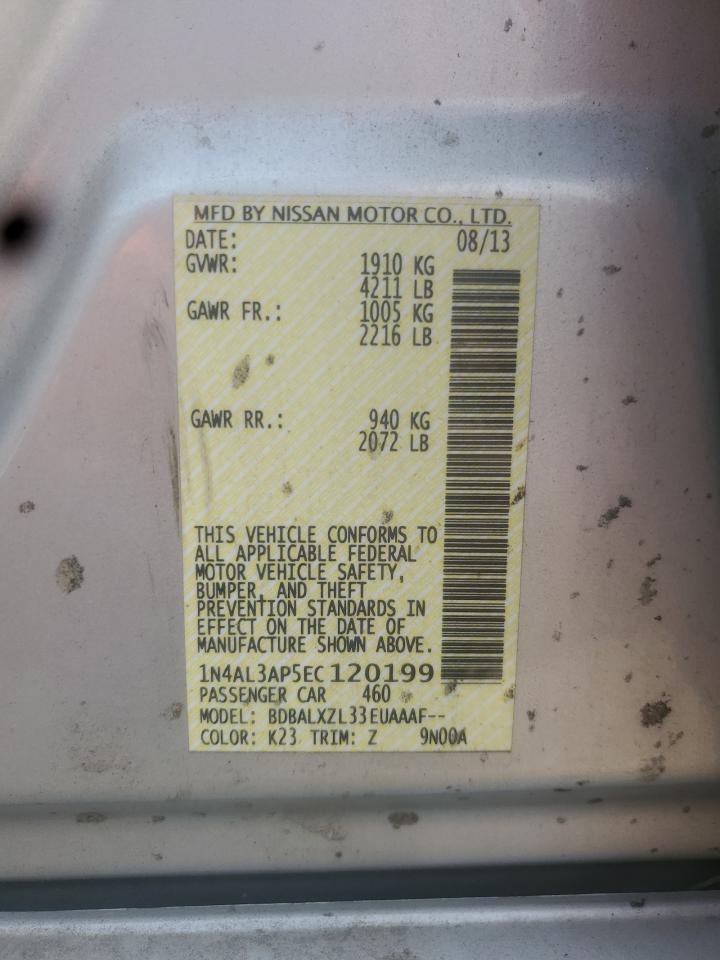 MFD BY NISSAN MOTOR CO., LTD.
DATE: 08/13
GVWR: 1910 KG
4211 LB
GAWR FR.: 1005 KG
2216 LB
GAWR RR.: 940 KG
2072 LB
THIS VEHICLE CONFORMS TO
ALL APPLICABLE FEDERAL
MOTOR VEHICLE SAFETY,
BUMPER, AND THEFT
PREVENTION STANDARDS IN
EFFECT ON THE DATE OF
MANUFACTURE SHOWN ABOVE.
1N4AL3AP5EC120199
PASSENGER CAR 460
MODEL: BDBALXZL33EUAAAF--
COLOR: K23 TRIM: Z 9N00A